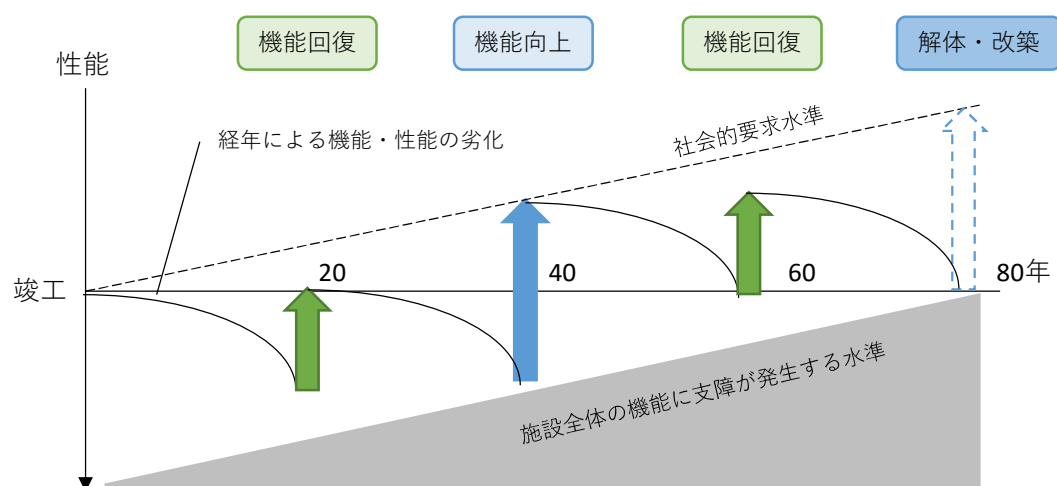 機能回復
機能向上
機能回復
解体・改築
性能
経年による機能・性能の劣化
社会的要求水準
竣工
20
40
60
80年
施設全体の機能に支障が発生する水準